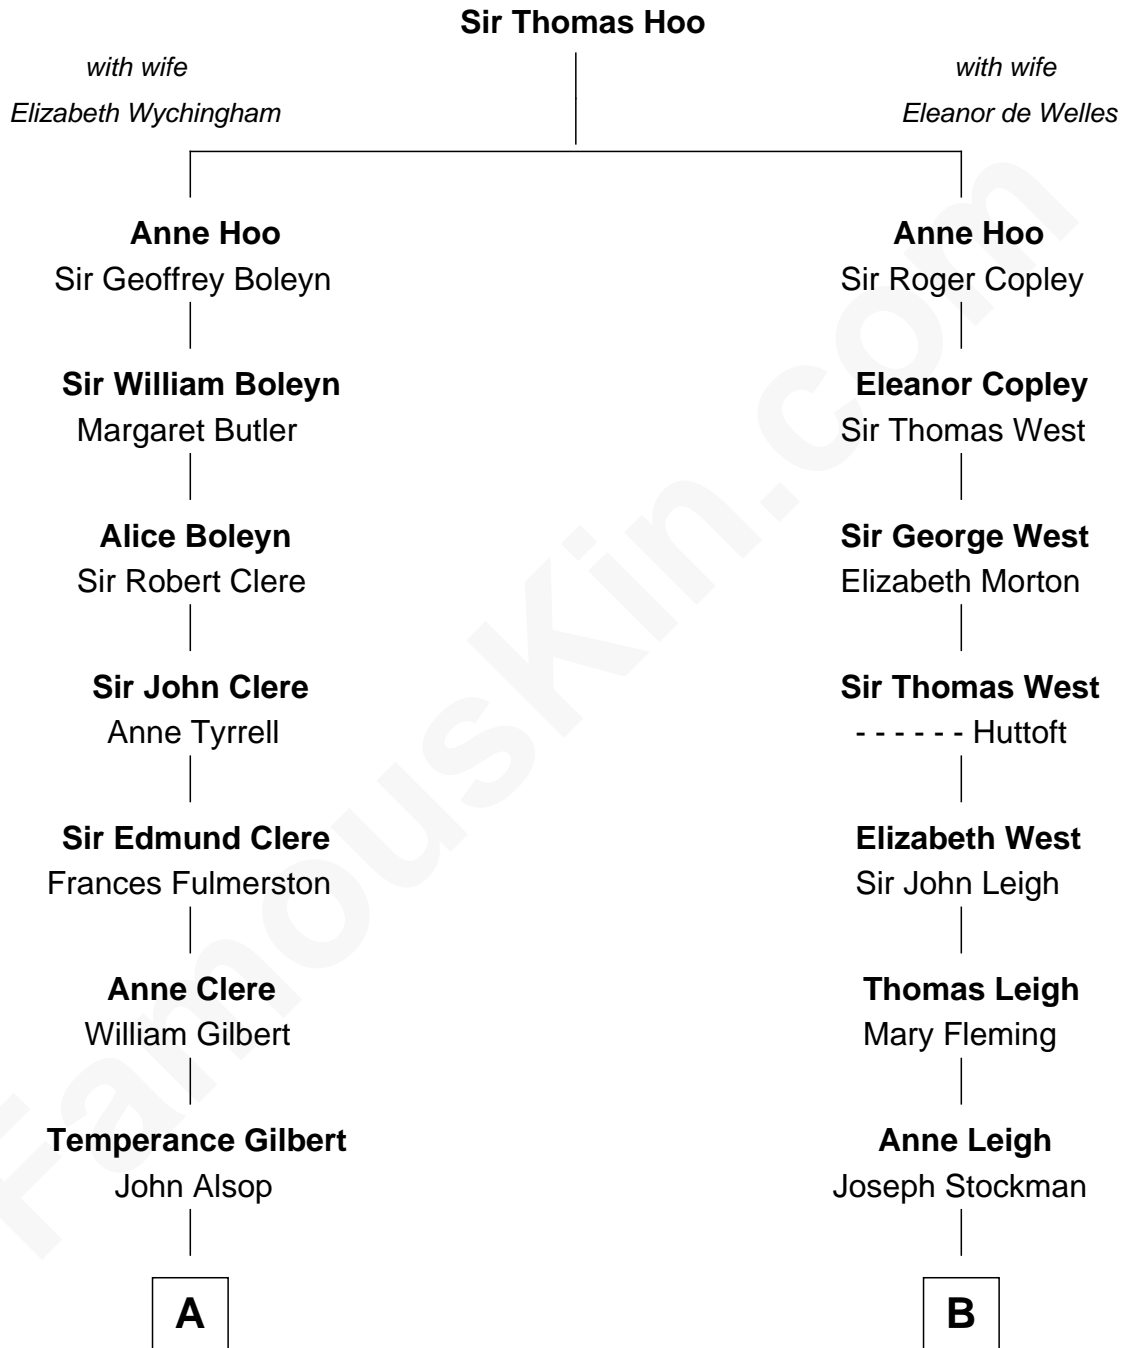 Sir Thomas Hoo
with wife
Elizabeth Wychingham
with wife
Eleanor de Welles
Anne Hoo
Sir Geoffrey Boleyn
Anne Hoo
Sir Roger Copley
Sir William Boleyn
Margaret Butler
Eleanor Copley
Sir Thomas West
Alice Boleyn
Sir Robert Clere
Sir George West
Elizabeth Morton
Sir John Clere
Anne Tyrrell
Sir Thomas West
- - - - - - Huttoft
Sir Edmund Clere
Frances Fulmerston
Elizabeth West
Sir John Leigh
Anne Clere
William Gilbert
Thomas Leigh
Mary Fleming
Temperance Gilbert
John Alsop
Anne Leigh
Joseph Stockman
A
B
FamousKin.com